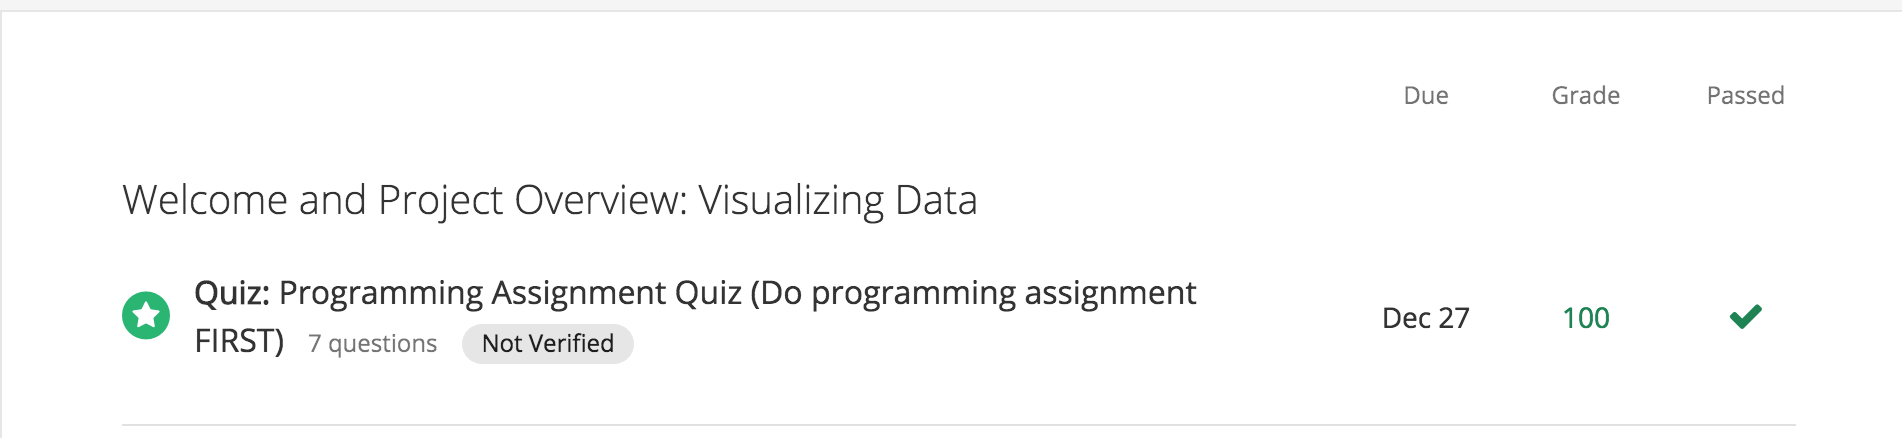 Due Grade Passed
Welcome and Project Overview: Visualizing Data
Quiz: Programming Assignment Quiz (Do programming assignment
FIRST) 7 questions Not Verified
Dec 27 100